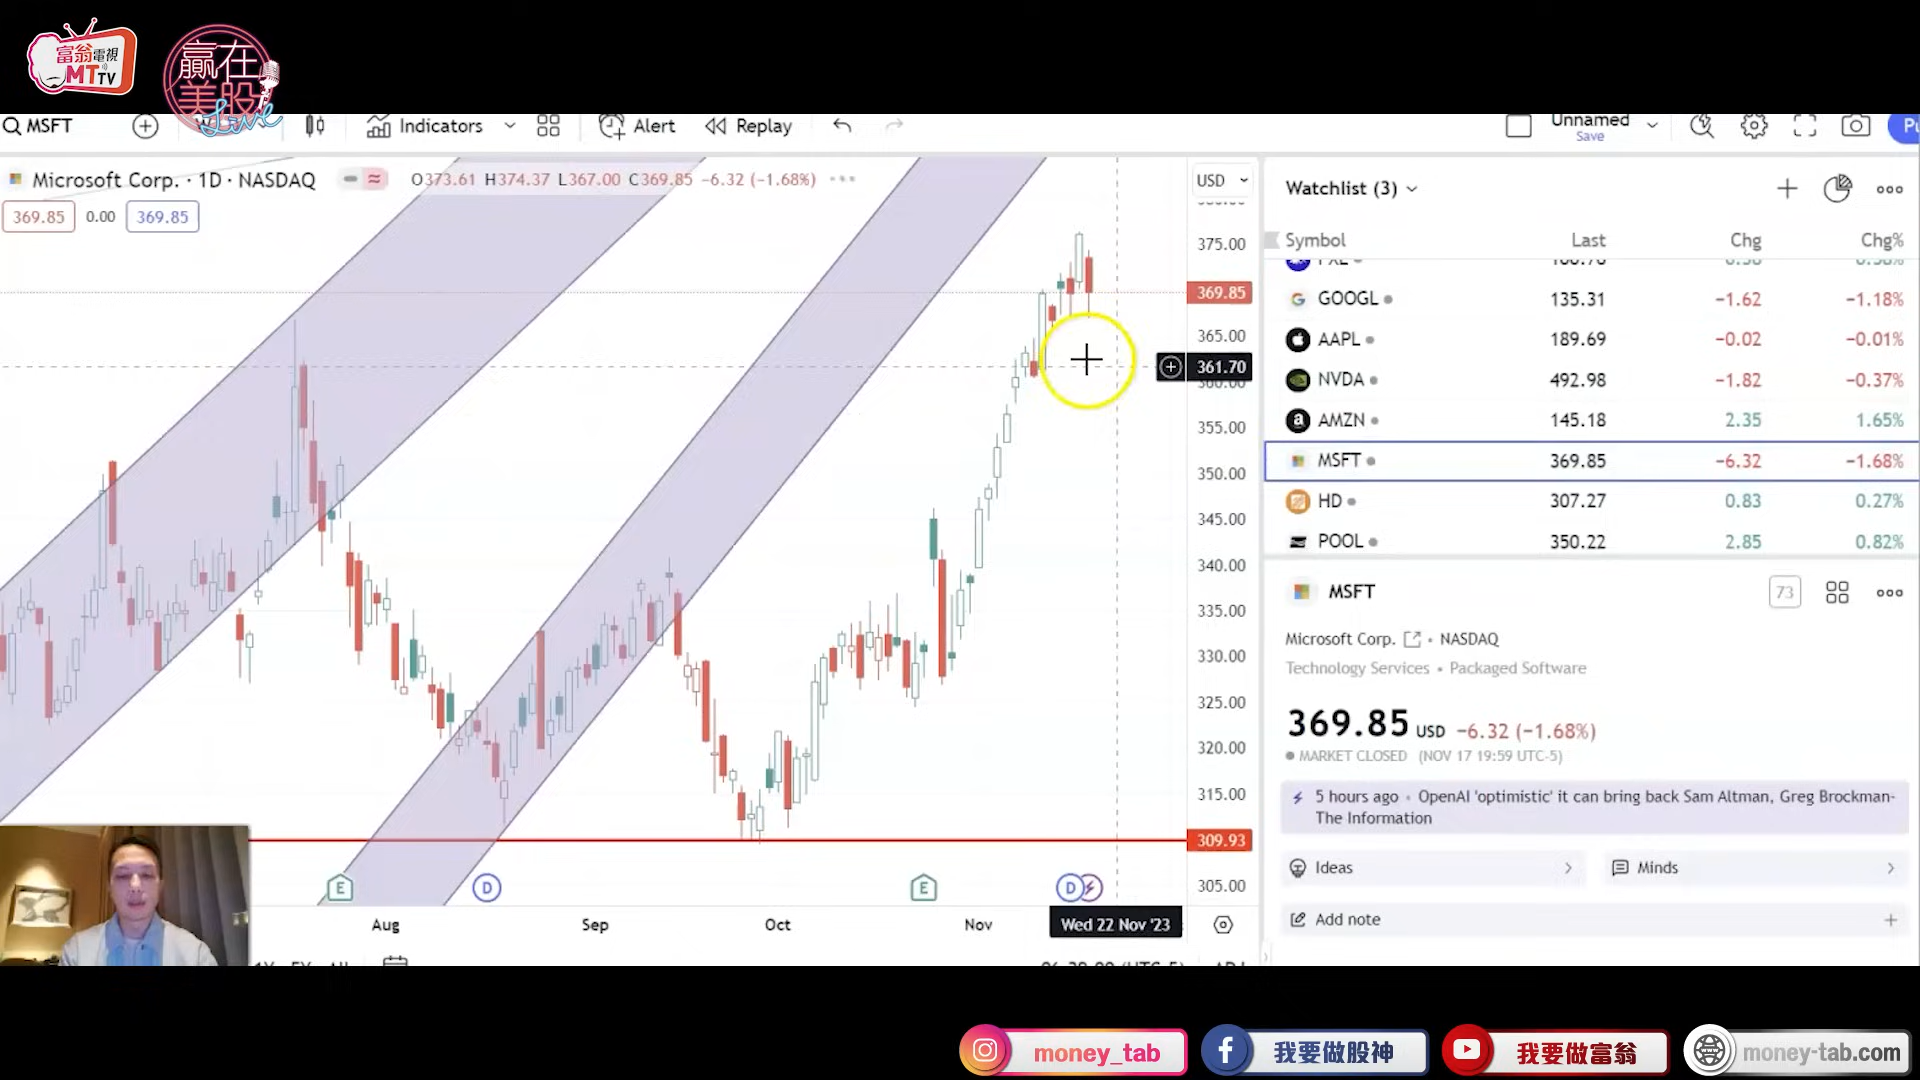 富翁電視
MTTV
贏在
美股
Live
MSFT
Indicators
Alert
Replay
Unnamed
Save
Microsoft Corp. · 1D · NASDAQ
O373.61 H374.37 L367.00 C369.85 −6.32 (−1.68%)
369.85 0.00 369.85
USD
375.00
369.85
365.00
361.70
360.00
355.00
350.00
345.00
340.00
335.00
330.00
325.00
320.00
315.00
309.93
305.00
E D E D
Aug Sep Oct Nov Wed 22 Nov '23
Watchlist (3)
Symbol Last Chg Chg%
GOOGL 135.31 −1.62 −1.18%
AAPL 189.69 −0.02 −0.01%
NVDA 492.98 −1.82 −0.37%
AMZN 145.18 2.35 1.65%
MSFT 369.85 −6.32 −1.68%
HD 307.27 0.83 0.27%
POOL 350.22 2.85 0.82%
MSFT
73
Microsoft Corp. · NASDAQ
Technology Services • Packaged Software
369.85 USD −6.32 (−1.68%)
MARKET CLOSED (NOV 17 19:59 UTC-5)
5 hours ago • OpenAI 'optimistic' it can bring back Sam Altman, Greg Brockman-
The Information
Ideas
Minds
Add note
money_tab
我要做股神
我要做富翁
money-tab.com